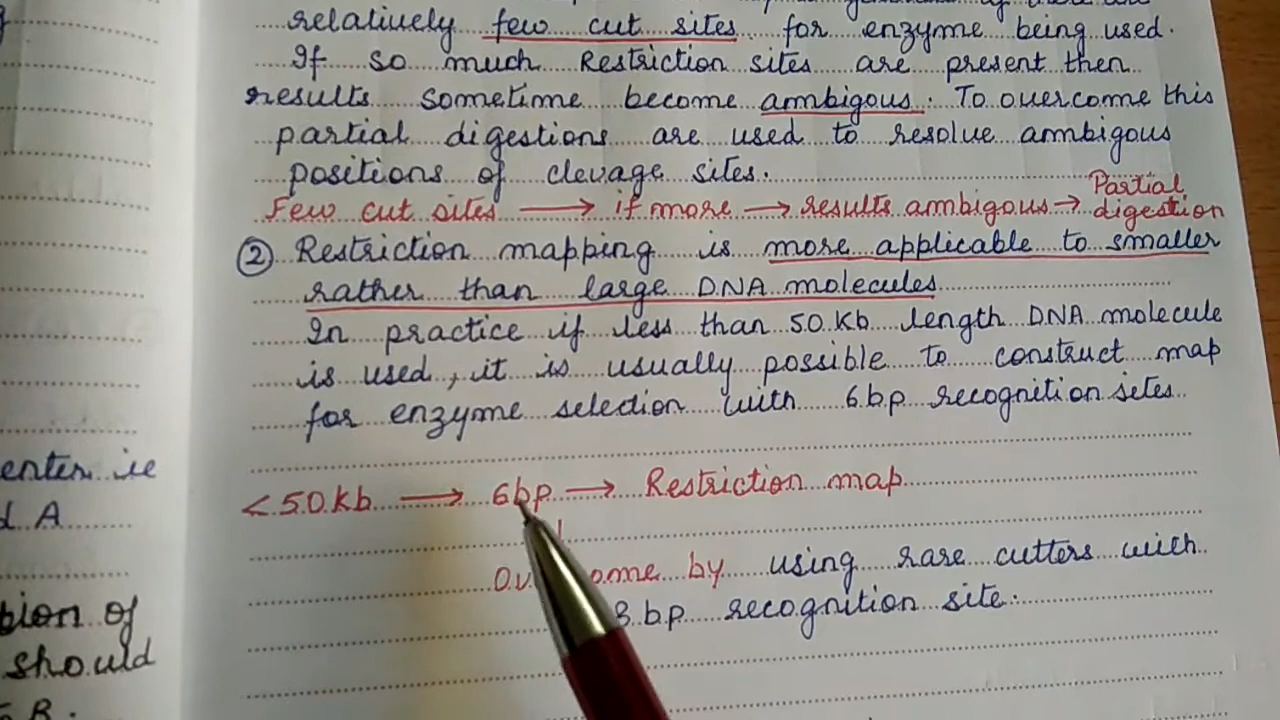 relatively few cut sites for enzyme being used.
If so much Restriction sites are present then
results sometime become ambigous. To overcome this
partial digestions are used to resolve ambigous
positions of clevage sites.
Few cut sites → if more → results ambigous → Partial digestion
② Restriction mapping is more applicable to smaller
rather than large DNA molecules
In practice if less than 50 Kb length DNA molecule
is used, it is usually possible to construct map
for enzyme selection with 6 bp recognition sites.
< 50 kb → 6bp → Restriction map
by using rare cutters with
bp recognition site.
tion of
should